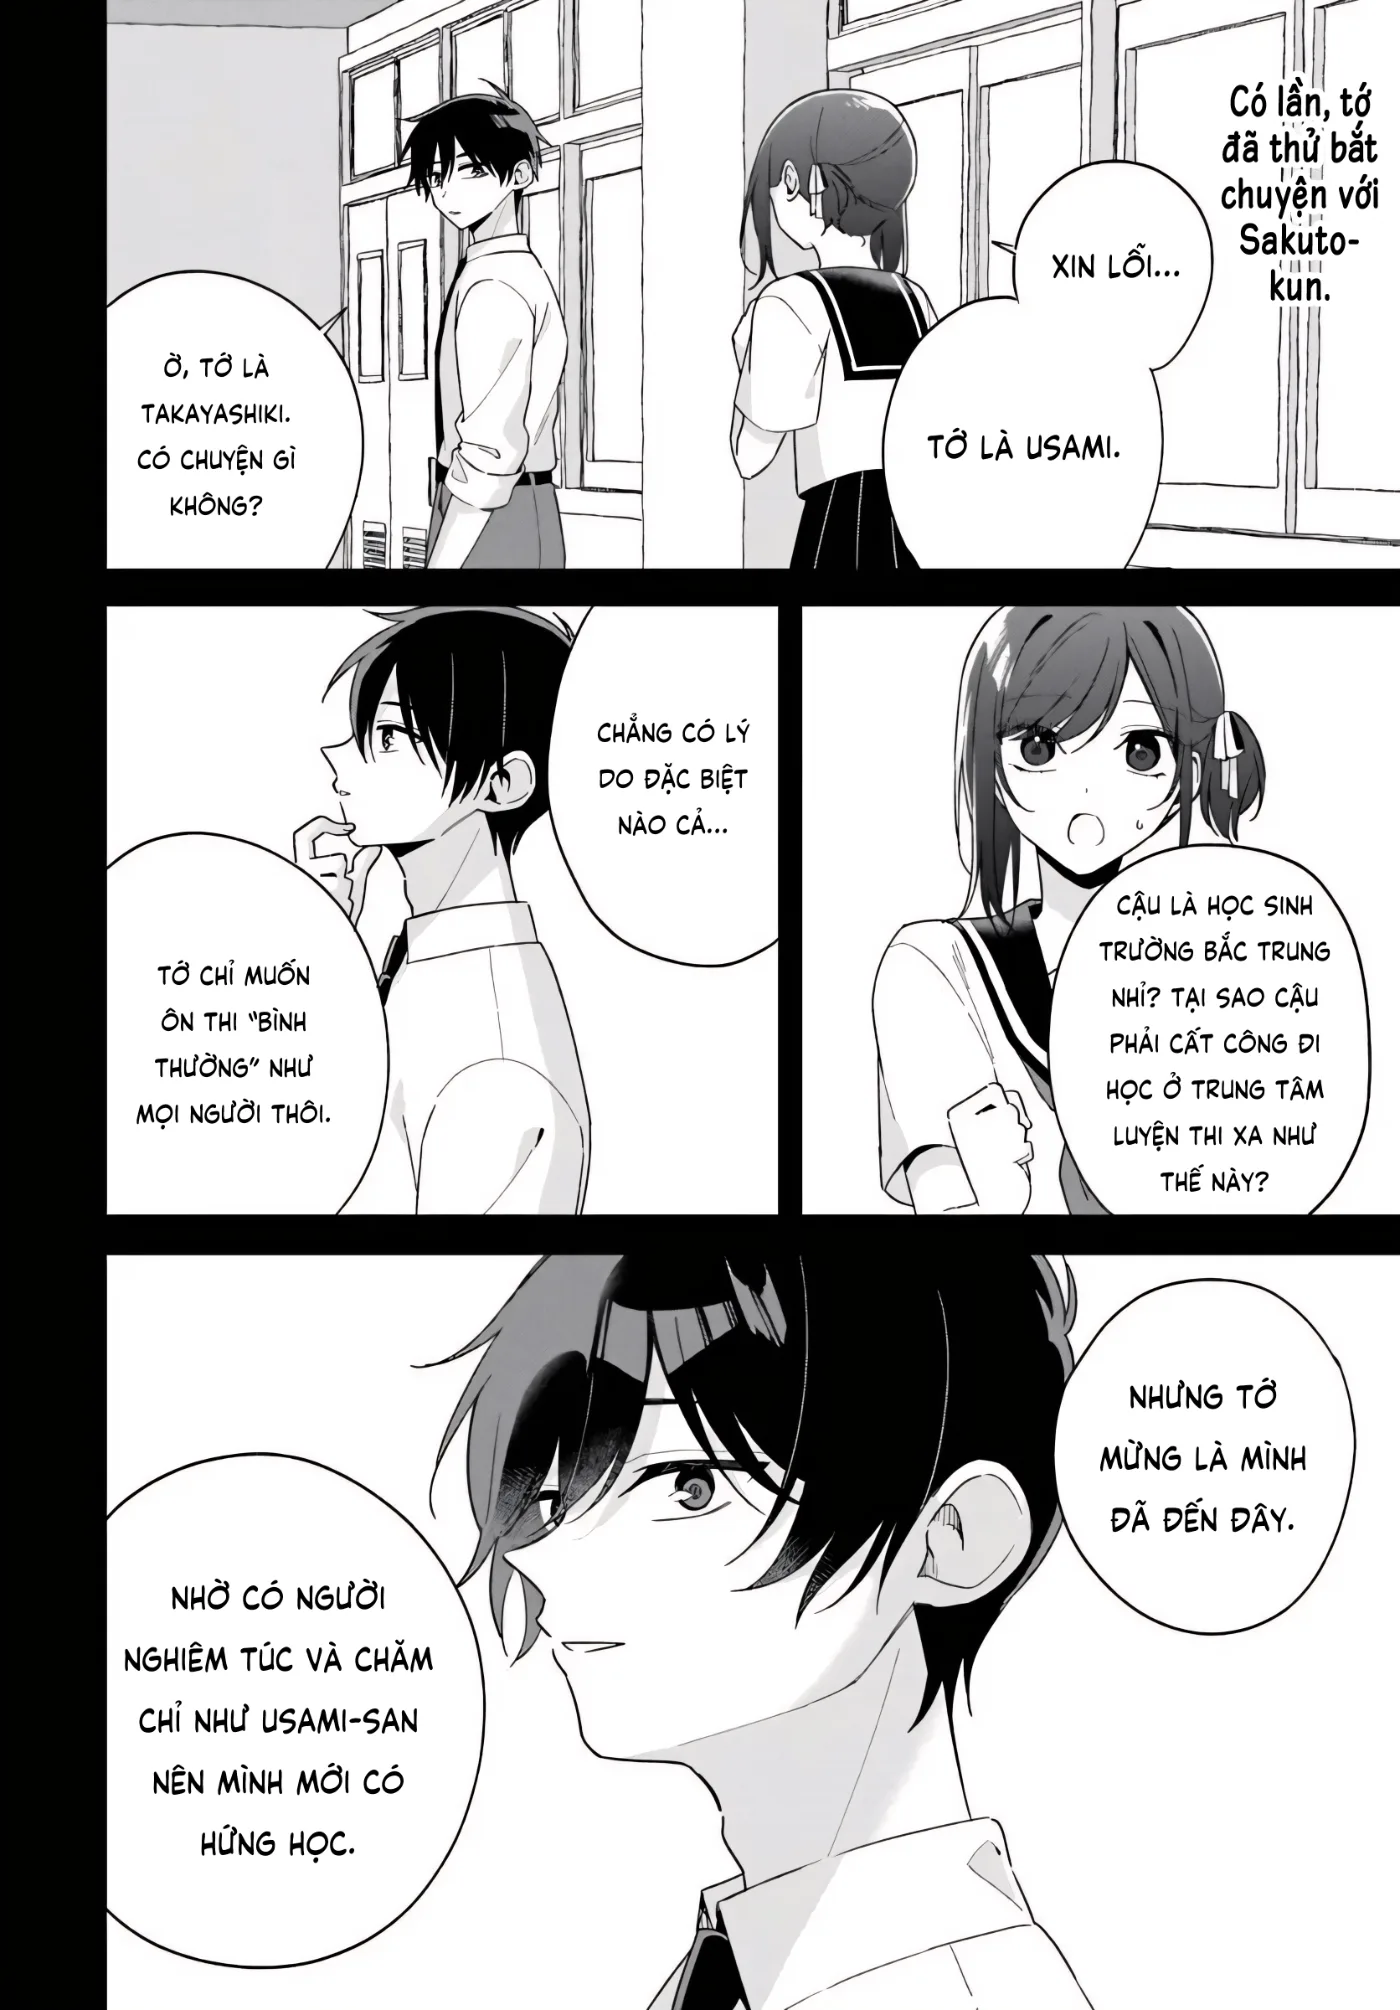 Có lần, tớ
đã thử bắt
chuyện với
Sakuto-
kun.
XIN LỖI...
TỚ LÀ USAMI.
Ờ, TỚ LÀ
TAKAYASHIKI.
CÓ CHUYỆN GÌ
KHÔNG?
CẬU LÀ HỌC SINH
TRƯỜNG BẮC TRUNG
NHỈ? TẠI SAO CẬU
PHẢI CẤT CÔNG ĐI
HỌC Ở TRUNG TÂM
LUYỆN THI XA NHƯ
THẾ NÀY?
CHẲNG CÓ LÝ
DO ĐẶC BIỆT
NÀO CẢ...
TỚ CHỈ MUỐN
ÔN THI “BÌNH
THƯỜNG” NHƯ
MỌI NGƯỜI THÔI.
NHƯNG TỚ
MỪNG LÀ MÌNH
ĐÃ ĐẾN ĐÂY.
NHỜ CÓ NGƯỜI
NGHIÊM TÚC VÀ CHĂM
CHỈ NHƯ USAMI-SAN
NÊN MÌNH MỚI CÓ
HỨNG HỌC.